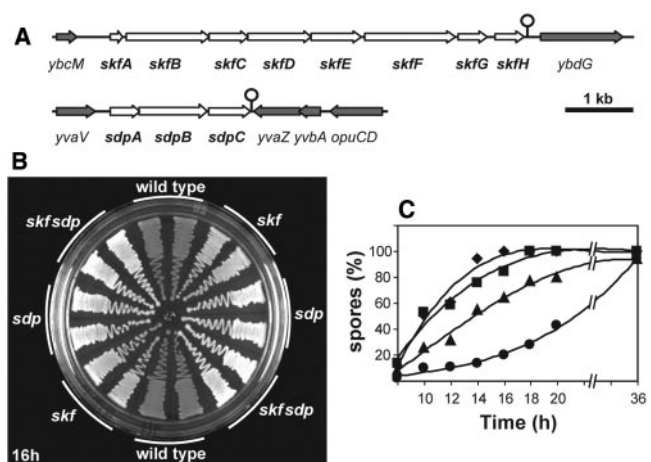 A
ybcM skfA skfB skfC skfD skfE skfF skfG skfH ybdG
1 kb
yvaV sdpA sdpB sdpC yvaZ yvbA opuCD
B
wild type
skf sdp
skf
sdp
sdp
skf
skf sdp
wild type
16h
C
spores (%)
100
80
60
40
20
8 10 12 14 16 18 20 36
Time (h)